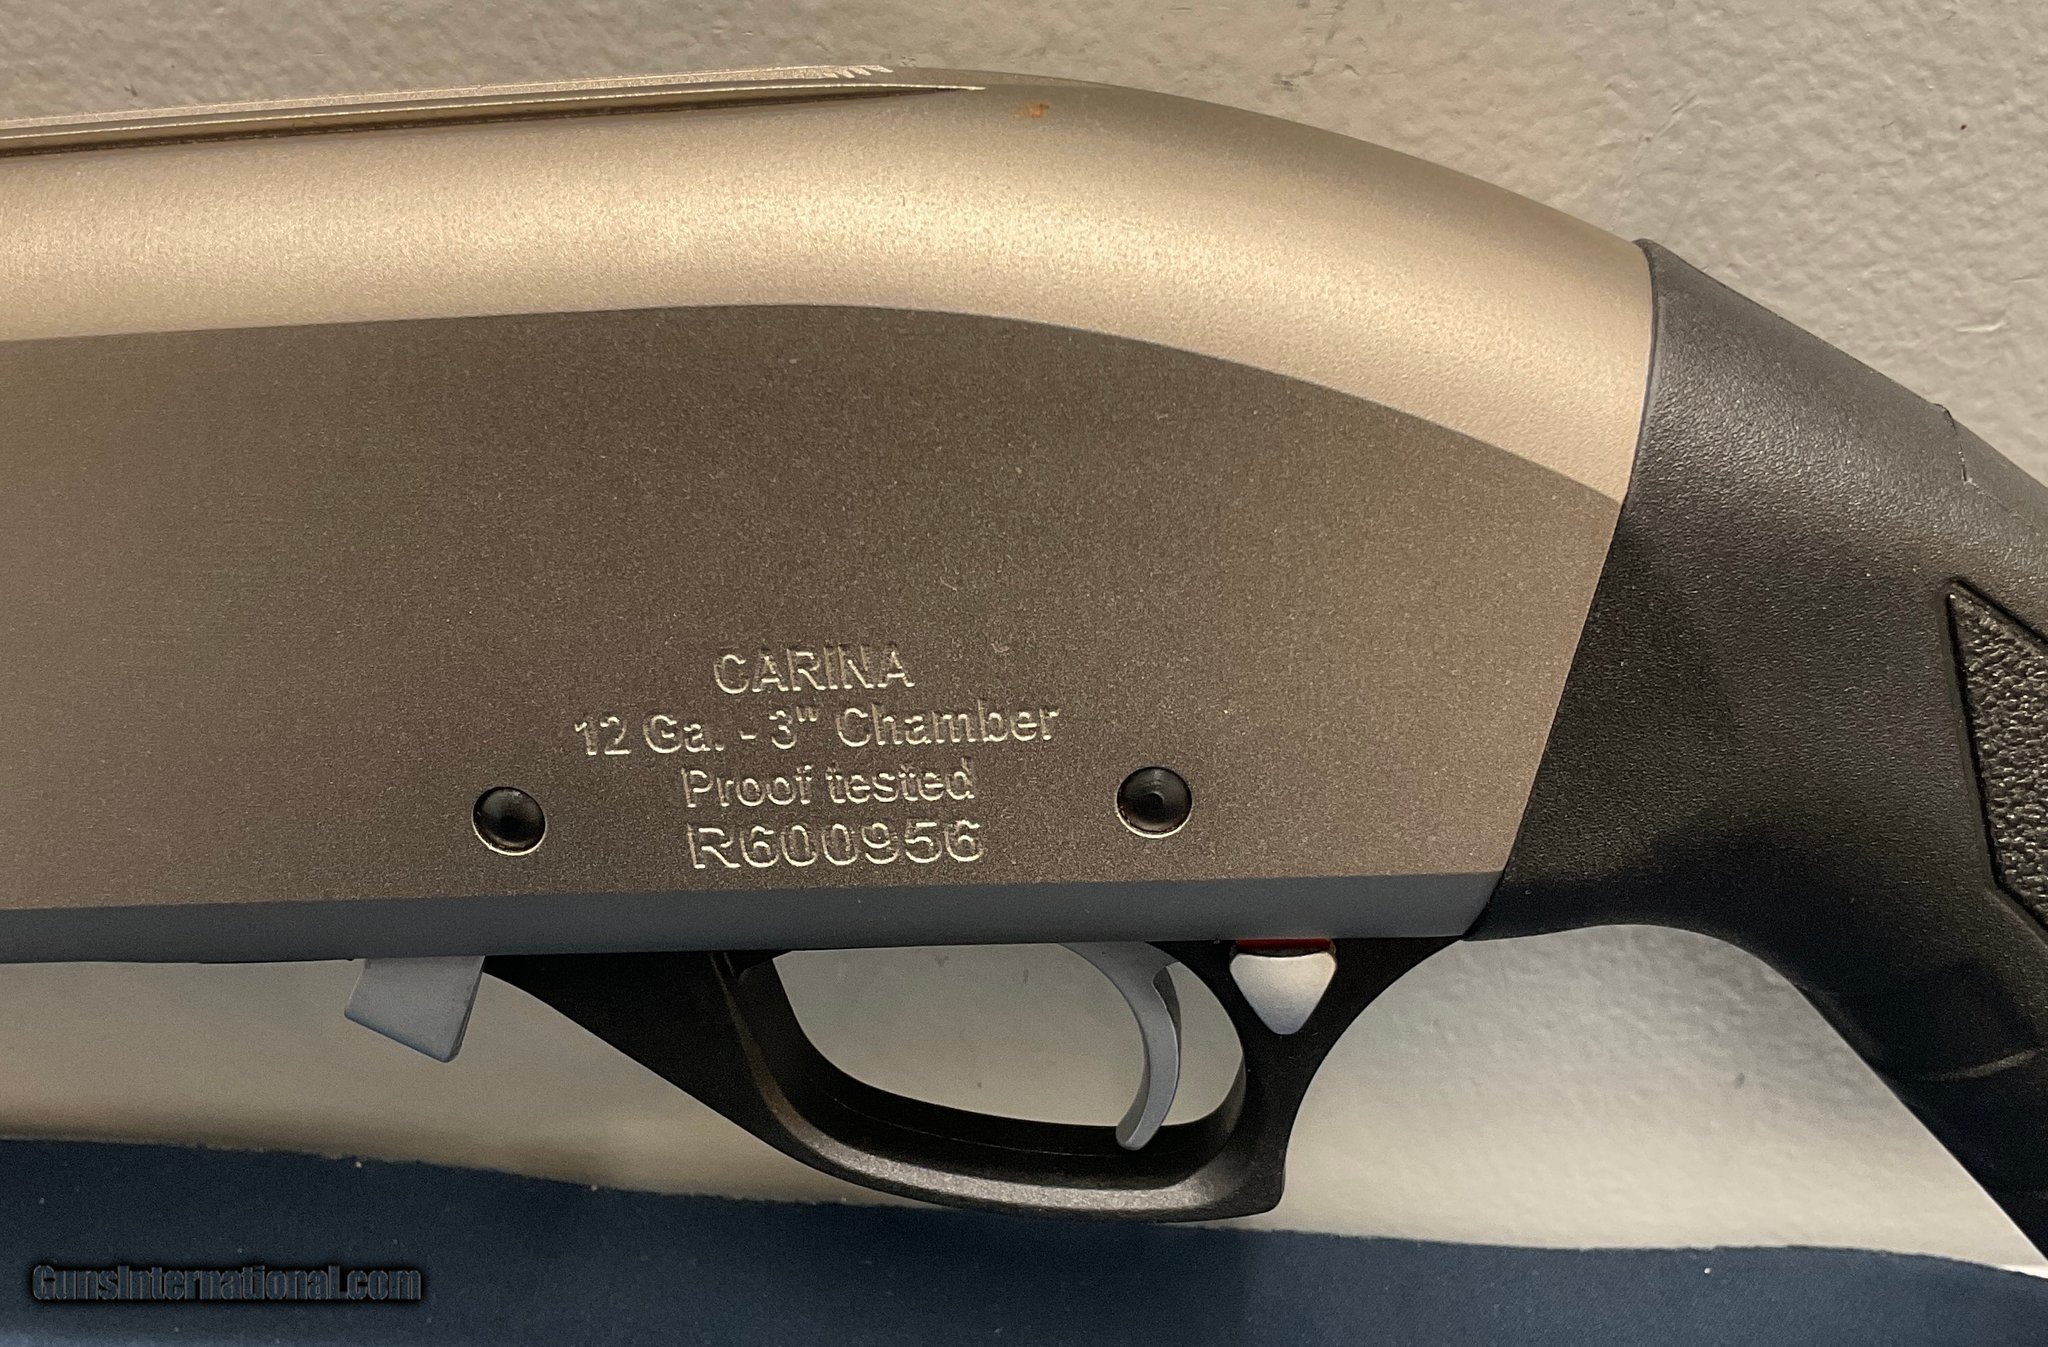 CARINA
12 Ga. - 3" Chamber
Proof tested
R600956
GunsInternational.com